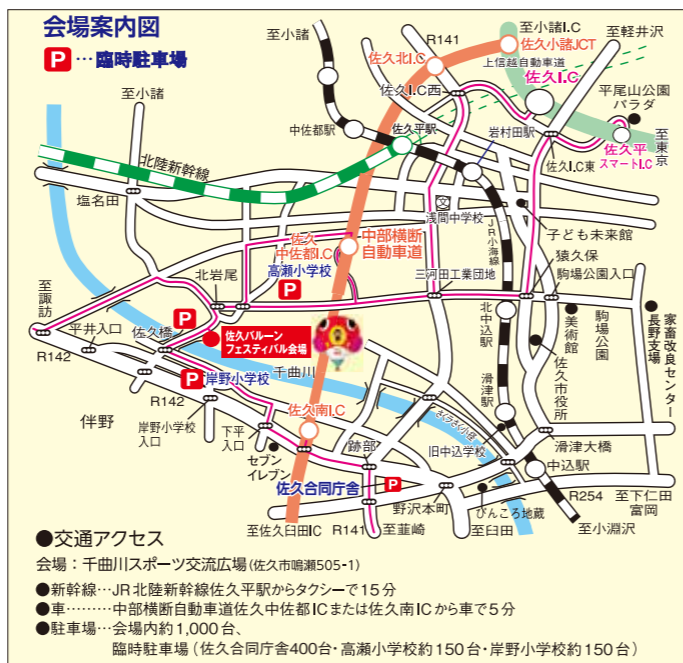 会場案内図
P…臨時駐車場
至小諸
R141
至小諸I.C
佐久小諸JCT
至軽井沢
佐久北I.C
上信越自動車道
佐久I.C西
佐久I.C
平尾山公園
パラダ
至小諸
中佐都駅
佐久平駅
岩村田駅
佐久平
スマートI.C
至東京
佐久I.C東
北陸新幹線
塩名田
浅間中学校
JR小海線
子ども未来館
佐久
中佐都I.C
中部横断
自動車道
高瀬小学校
P
三河田工業団地
猿久保
駒場公園入口
北岩尾
至諏訪
平井入口
佐久橋
P
佐久バルーン
フェスティバル会場
北中込駅
美術館
駒場公園
家畜改良センター
長野支場
佐久市役所
R142
千曲川
P
岸野小学校
滑津駅
R142
伴野
岸野小学校
入口
下平
入口
佐久南I.C
さくらさく小径
セブン
イレブン
跡部
旧中込学校
滑津大橋
中込駅
佐久合同庁舎
P
野沢本町
ぴんころ地蔵
R254
至下仁田
富岡
至佐久臼田IC
R141
至韮崎
至臼田
至小淵沢
●交通アクセス
会場：千曲川スポーツ交流広場(佐久市鳴瀬505-1)
●新幹線…JR北陸新幹線佐久平駅からタクシーで15分
●車………中部横断自動車道佐久中佐都ICまたは佐久南ICから車で5分
●駐車場…会場内約1,000台、
臨時駐車場（佐久合同庁舎400台・高瀬小学校約150台・岸野小学校約150台）